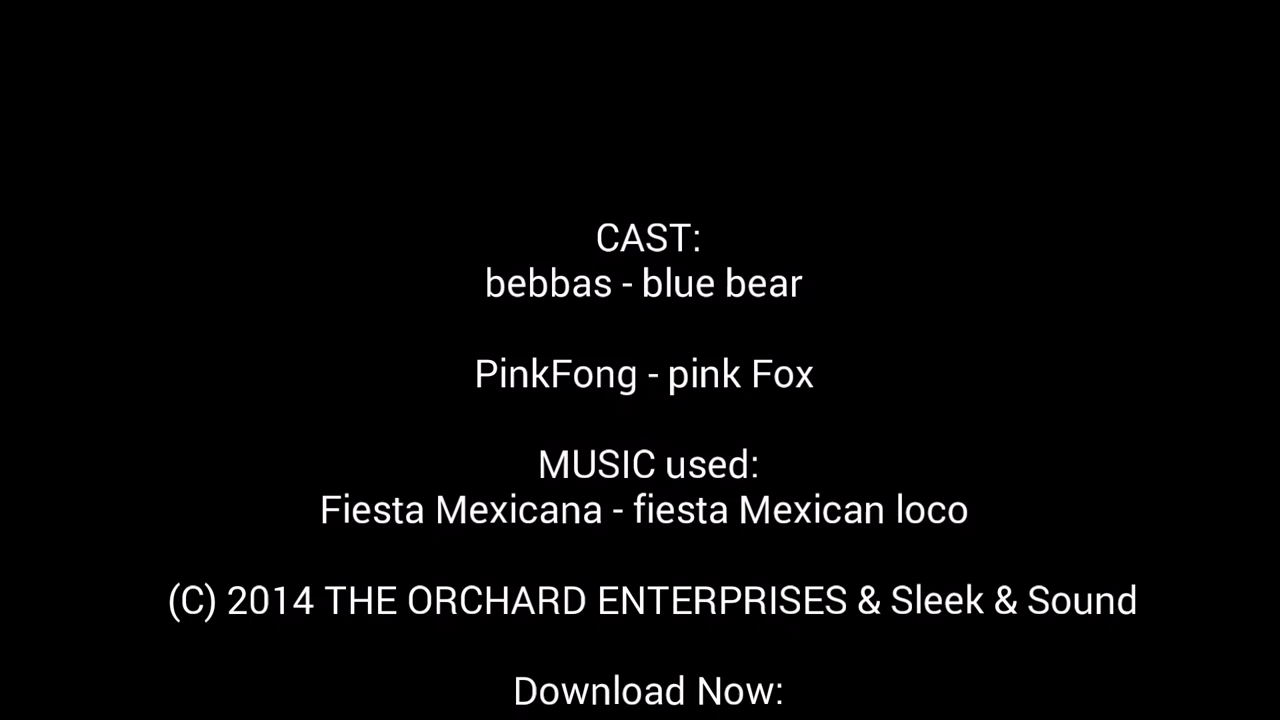 CAST:
bebbas - blue bear
PinkFong - pink Fox
MUSIC used:
Fiesta Mexicana - fiesta Mexican loco
(C) 2014 THE ORCHARD ENTERPRISES & Sleek & Sound
Download Now: